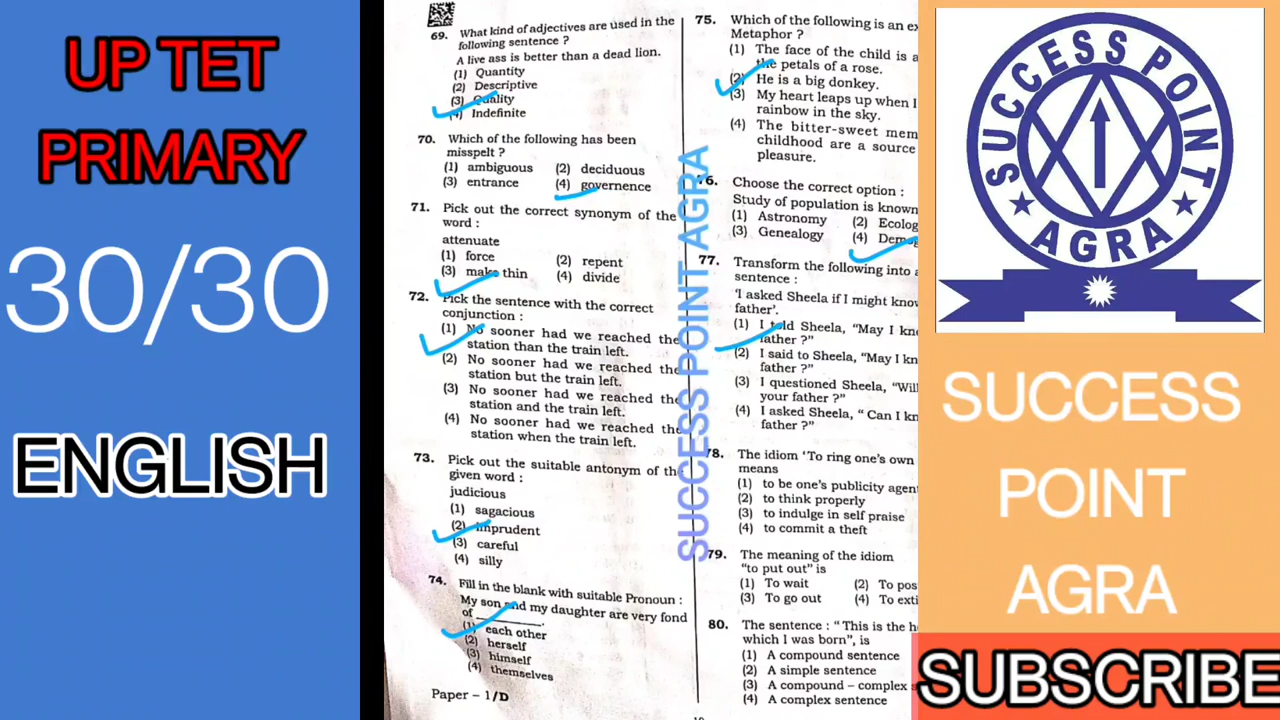 UP TET
PRIMARY
30/30
ENGLISH
69. What kind of adjectives are used in the
following sentence ?
A live ass is better than a dead lion.
(1) Quantity
(2) Descriptive
(3) Quality
(4) Indefinite
70. Which of the following has been
misspelt ?
(1) ambiguous (2) deciduous
(3) entrance (4) governence
71. Pick out the correct synonym of the
word :
attenuate
(1) force (2) repent
(3) make thin (4) divide
72. Pick the sentence with the correct
conjunction :
(1) No sooner had we reached the
station than the train left.
(2) No sooner had we reached the
station but the train left.
(3) No sooner had we reached the
station and the train left.
(4) No sooner had we reached the
station when the train left.
73. Pick out the suitable antonym of the
given word :
judicious
(1) sagacious
(2) imprudent
(3) careful
(4) silly
74. Fill in the blank with suitable Pronoun :
My son and my daughter are very fond
of ________.
(1) each other
(2) herself
(3) himself
(4) themselves
Paper – 1/D
SUCCESS POINT AGRA
75. Which of the following is an ex
Metaphor ?
(1) The face of the child is a
the petals of a rose.
(2) He is a big donkey.
(3) My heart leaps up when I
rainbow in the sky.
(4) The bitter-sweet mem
childhood are a source
pleasure.
76. Choose the correct option :
Study of population is known
(1) Astronomy (2) Ecolog
(3) Genealogy (4) Demog
77. Transform the following into a
sentence :
'I asked Sheela if I might know
father'.
(1) I told Sheela, “May I kn
father ?”
(2) I said to Sheela, “May I kn
father ?”
(3) I questioned Sheela, “Will
your father ?”
(4) I asked Sheela, “ Can I kn
father ?”
78. The idiom ‘To ring one's own
means
(1) to be one's publicity agen
(2) to think properly
(3) to indulge in self praise
(4) to commit a theft
79. The meaning of the idiom
“to put out” is
(1) To wait (2) To pos
(3) To go out (4) To exti
80. The sentence : “This is the h
which I was born”, is
(1) A compound sentence
(2) A simple sentence
(3) A compound – complex s
(4) A complex sentence
SUCCESS POINT
AGRA
SUCCESS
POINT
AGRA
SUBSCRIBE